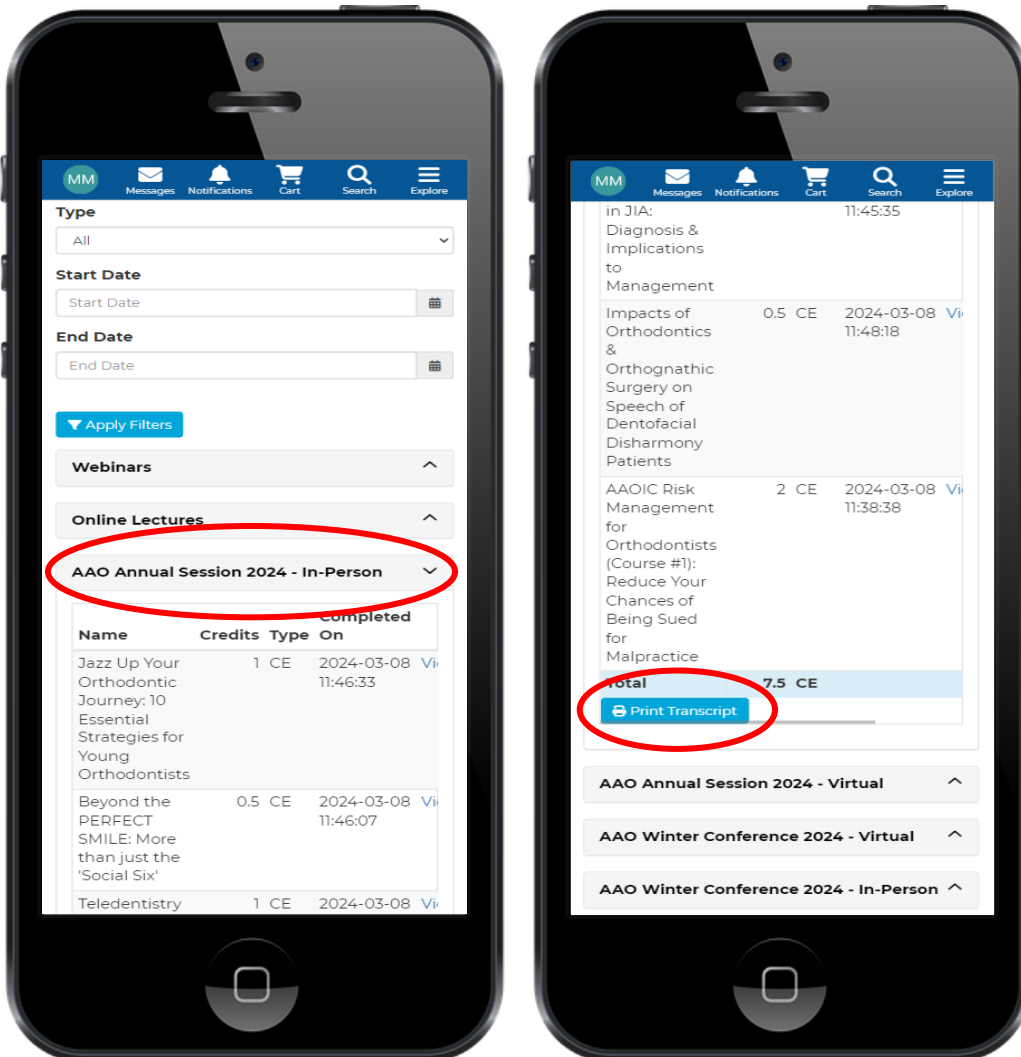 MM Messages Notifications Cart Search Explore
Type
All
Start Date
Start Date
End Date
End Date
Apply Filters
Webinars
Online Lectures
AAO Annual Session 2024 - In-Person
Completed
Name Credits Type On
Jazz Up Your 1 CE 2024-03-08
Orthodontic 11:46:33
Journey: 10
Essential
Strategies for
Young
Orthodontists
Beyond the 0.5 CE 2024-03-08
PERFECT 11:46:07
SMILE: More
than just the
'Social Six'
Teledentistry 1 CE 2024-03-08
MM Messages Notifications Cart Search Explore
in JIA: 11:45:35
Diagnosis &
Implications
to
Management
Impacts of 0.5 CE 2024-03-08
Orthodontics 11:48:18
&
Orthognathic
Surgery on
Speech of
Dentofacial
Disharmony
Patients
AAOIC Risk 2 CE 2024-03-08
Management 11:38:38
for
Orthodontists
(Course #1):
Reduce Your
Chances of
Being Sued
for
Malpractice
Total 7.5 CE
Print Transcript
AAO Annual Session 2024 - Virtual
AAO Winter Conference 2024 - Virtual
AAO Winter Conference 2024 - In-Person